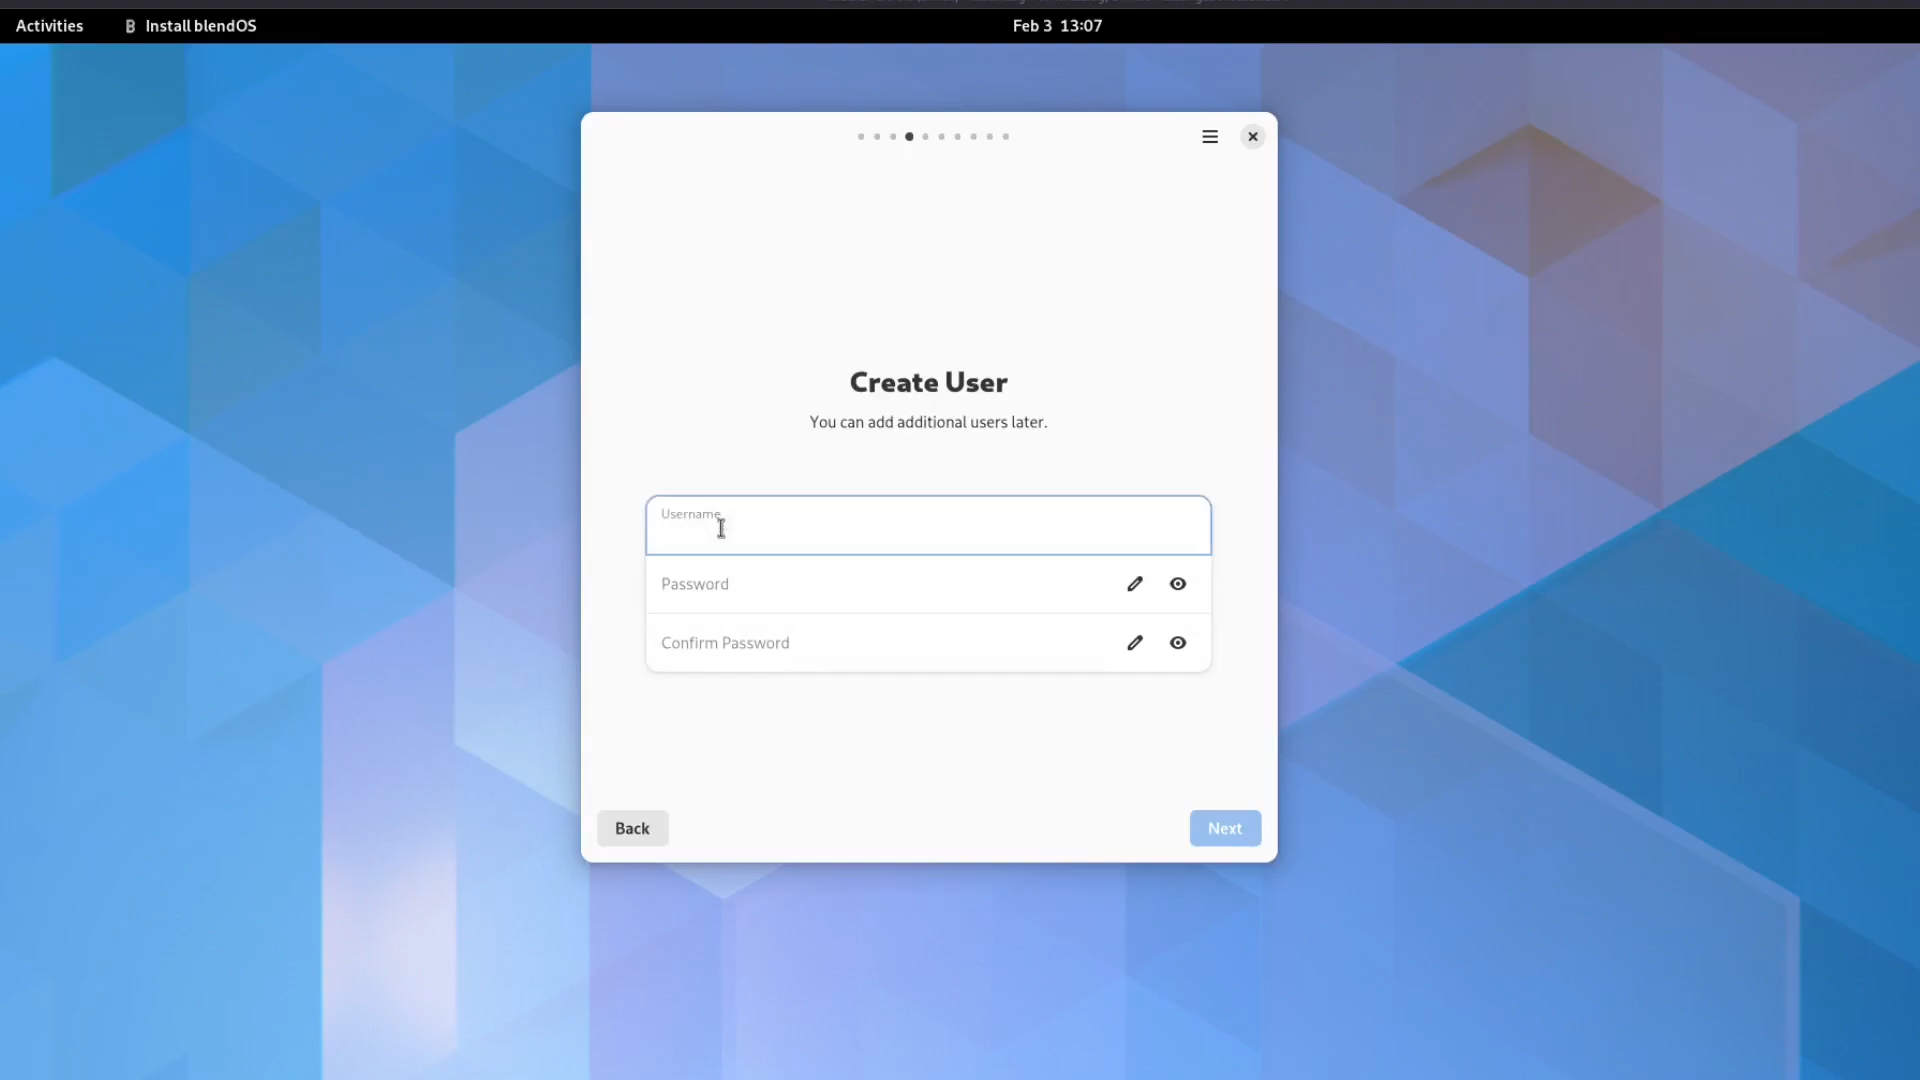 Activities
Install blendOS
Feb 3 13:07
Create User
You can add additional users later.
Username
Password
Confirm Password
Back
Next